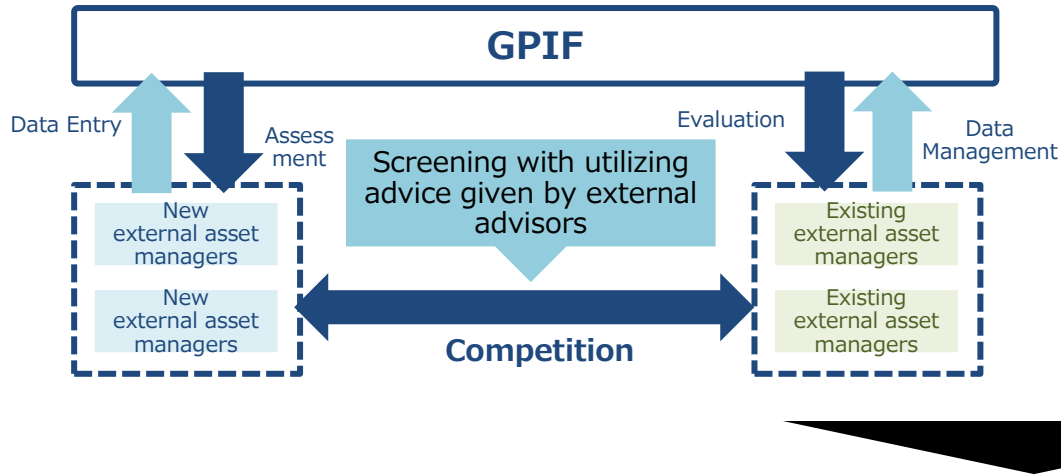 GPIF
Data Entry
Assess
ment
Evaluation
Data
Management
Screening with utilizing
advice given by external
advisors
New
external asset
managers
New
external asset
managers
Existing
external asset
managers
Existing
external asset
managers
Competition